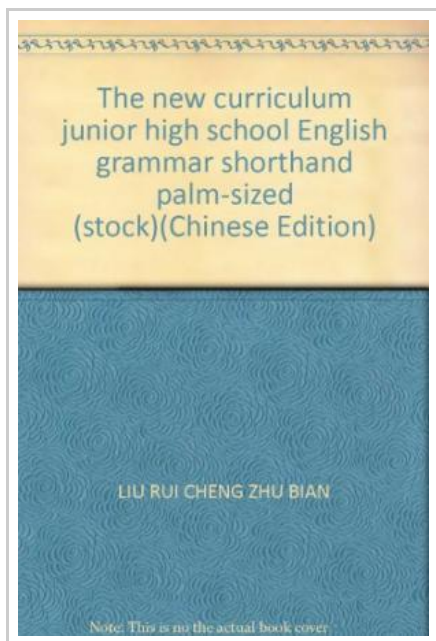 The new curriculum
junior high school English
grammar shorthand
palm-sized
(stock)(Chinese Edition)
LIU RUI CHENG ZHU BIAN
Note: This is no the actual book cover